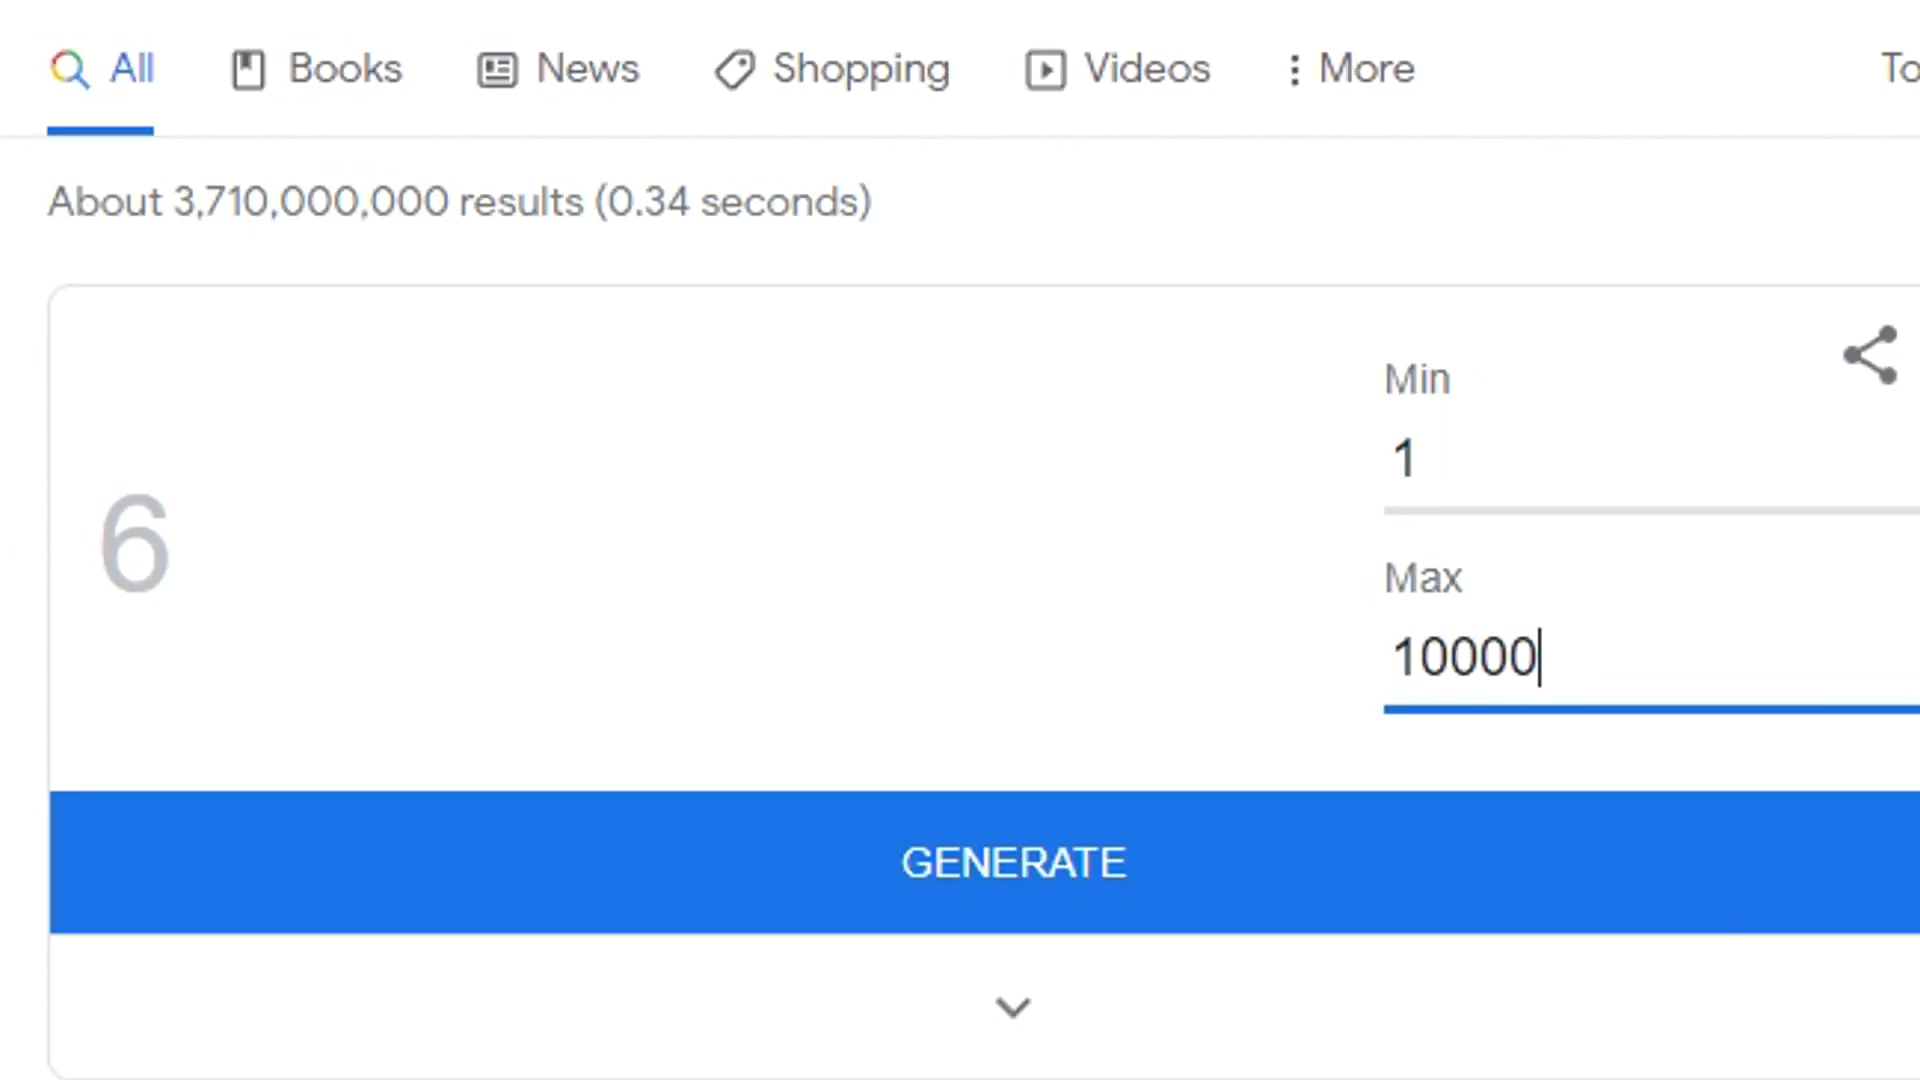 All Books News Shopping Videos More To
About 3,710,000,000 results (0.34 seconds)
Min
1
6
Max
10000
GENERATE